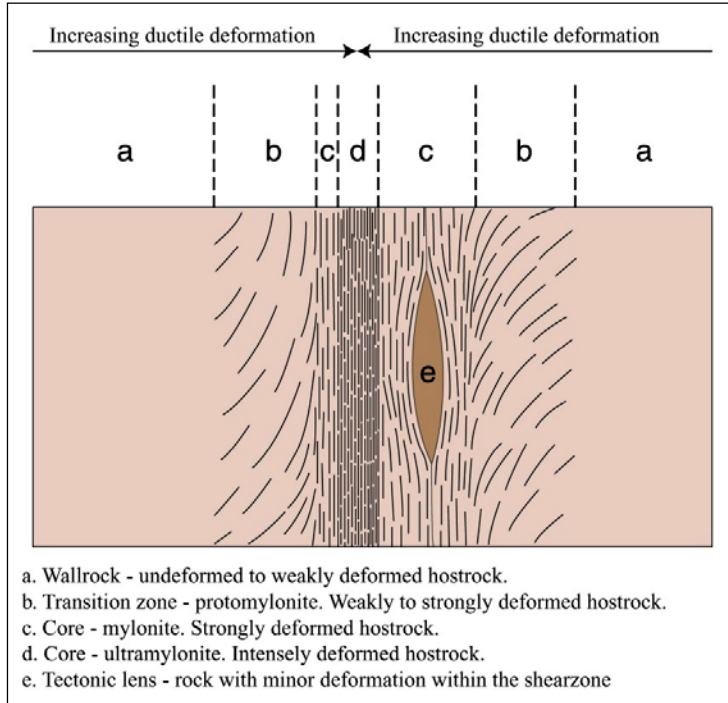 Increasing ductile deformation Increasing ductile deformation
a b c d c b a
e
a. Wallrock - undeformed to weakly deformed hostrock.
b. Transition zone - protomylonite. Weakly to strongly deformed hostrock.
c. Core - mylonite. Strongly deformed hostrock.
d. Core - ultramylonite. Intensely deformed hostrock.
e. Tectonic lens - rock with minor deformation within the shearzone